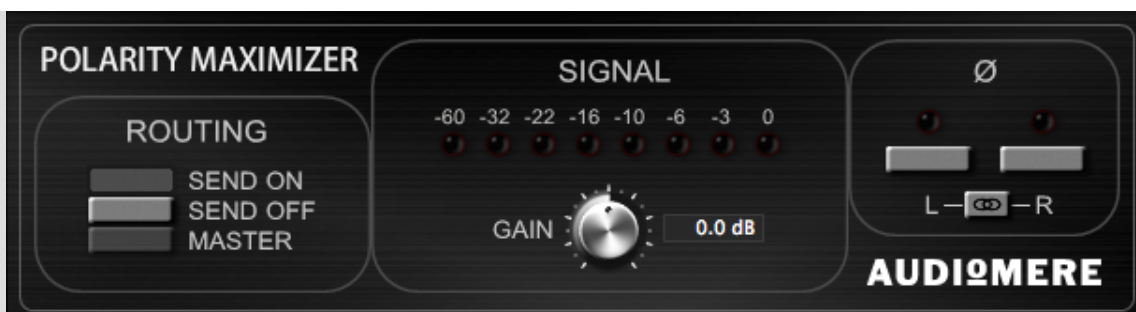 POLARITY MAXIMIZER
ROUTING
SEND ON
SEND OFF
MASTER
SIGNAL
-60 -32 -22 -16 -10 -6 -3 0
GAIN 0.0 dB
Ø
L R
AUDIOMERE